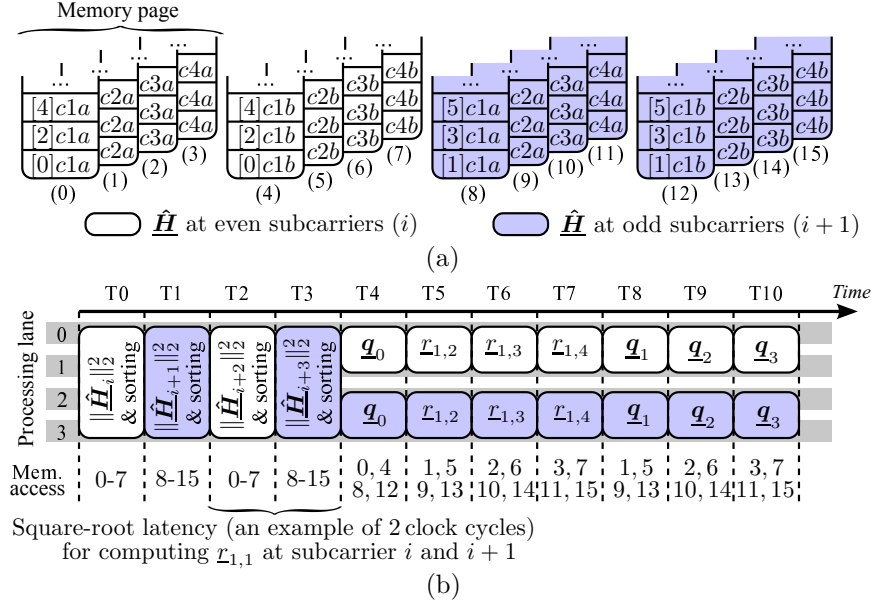 Memory page
... ... ... ... ... ... ... ...
... ... ... ... ... ... ... ...
[4]c1a c2a c3a c4a [4]c1b c2b c3b c4b [5]c1a c2a c3a c4a [5]c1b c2b c3b c4b
[2]c1a c2a c3a c4a [2]c1b c2b c3b c4b [3]c1a c2a c3a c4a [3]c1b c2b c3b c4b
[0]c1a c2a c3a c4a [0]c1b c2b c3b c4b [1]c1a c2a c3a c4a [1]c1b c2b c3b c4b
(0) (1) (2) (3) (4) (5) (6) (7) (8) (9) (10) (11) (12) (13) (14) (15)
Ĥ at even subcarriers (i) Ĥ at odd subcarriers (i + 1)
(a)
T0 T1 T2 T3 T4 T5 T6 T7 T8 T9 T10 Time
Processing lane
0
1
2
3
||Ĥ_i||_2^2 & sorting
||Ĥ_{i+1}||_2^2 & sorting
||Ĥ_{i+2}||_2^2 & sorting
||Ĥ_{i+3}||_2^2 & sorting
q_0 r_{1,2} r_{1,3} r_{1,4} q_1 q_2 q_3
q_0 r_{1,2} r_{1,3} r_{1,4} q_1 q_2 q_3
Mem. access
0-7 8-15 0-7 8-15
0, 4 1, 5 2, 6 3, 7 1, 5 2, 6 3, 7
8, 12 9, 13 10, 14 11, 15 9, 13 10, 14 11, 15
Square-root latency (an example of 2 clock cycles)
for computing r_{1,1} at subcarrier i and i + 1
(b)